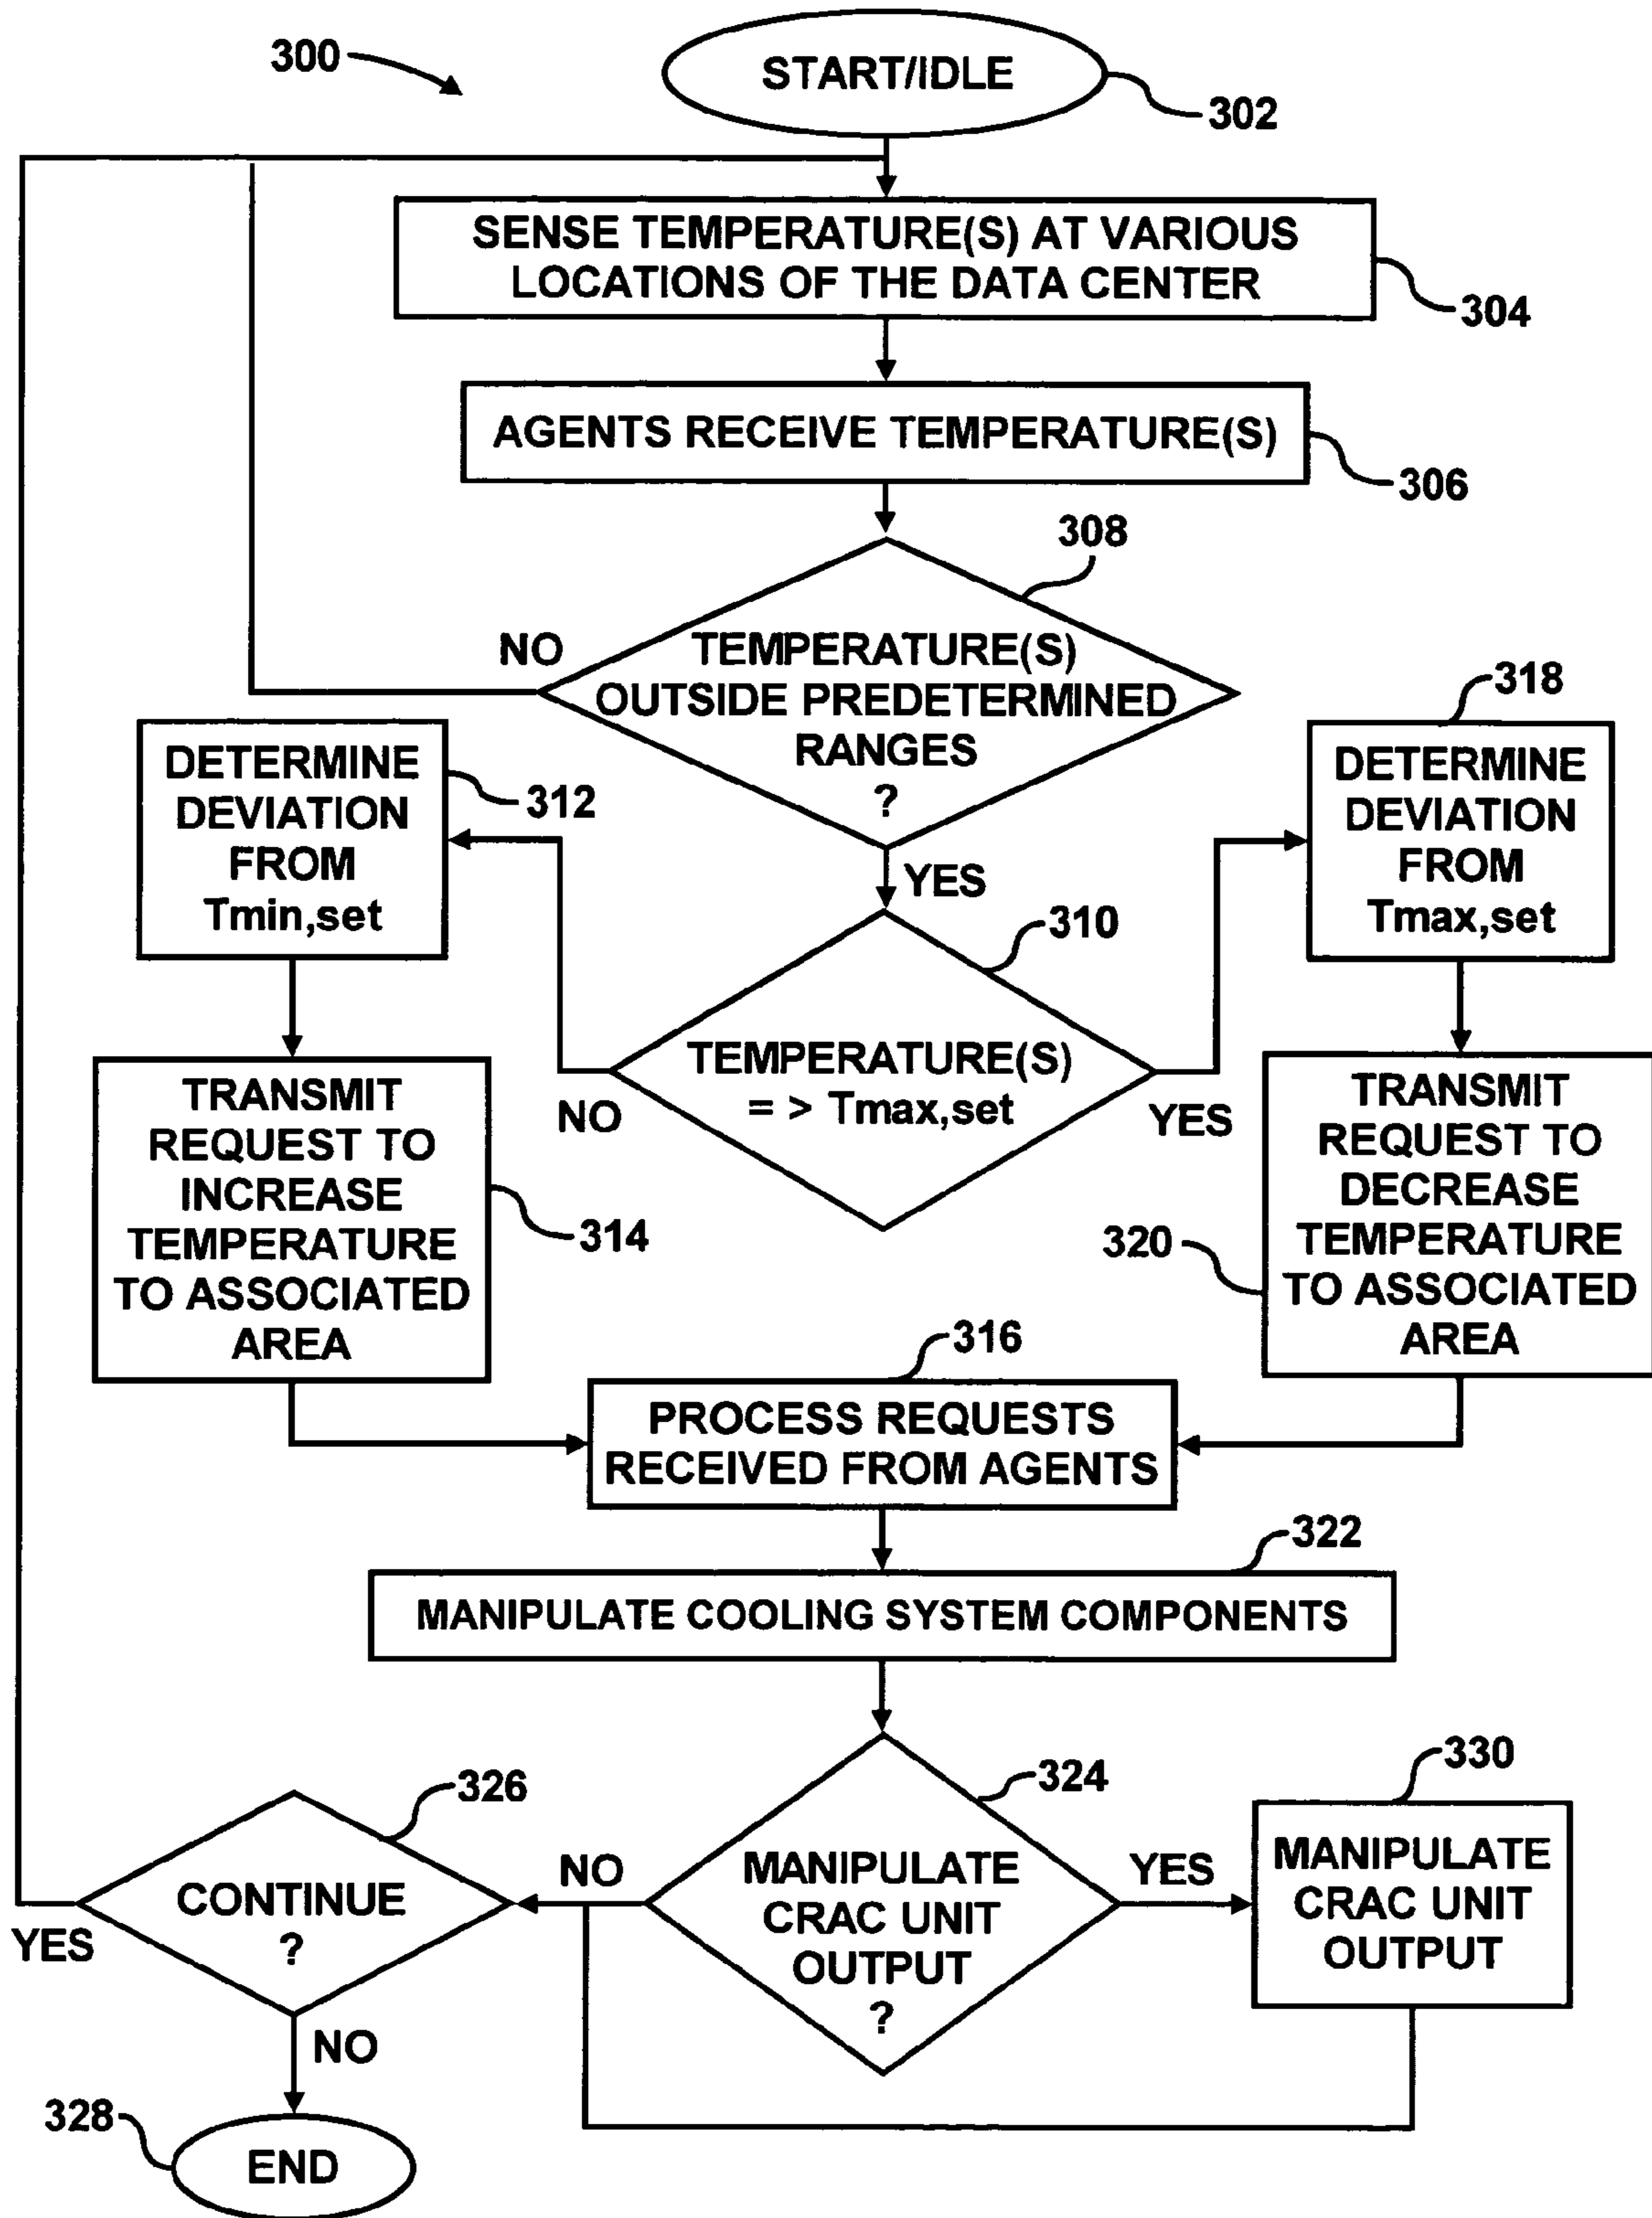 300
START/IDLE
302
SENSE TEMPERATURE(S) AT VARIOUS
LOCATIONS OF THE DATA CENTER
304
AGENTS RECEIVE TEMPERATURE(S)
306
308
NO
TEMPERATURE(S)
OUTSIDE PREDETERMINED
RANGES
?
YES
312
DETERMINE
DEVIATION
FROM
Tmin,set
318
DETERMINE
DEVIATION
FROM
Tmax,set
310
TEMPERATURE(S)
= > Tmax,set
NO
YES
TRANSMIT
REQUEST TO
INCREASE
TEMPERATURE
TO ASSOCIATED
AREA
314
TRANSMIT
REQUEST TO
DECREASE
TEMPERATURE
TO ASSOCIATED
AREA
320
316
PROCESS REQUESTS
RECEIVED FROM AGENTS
322
MANIPULATE COOLING SYSTEM COMPONENTS
324
MANIPULATE
CRAC UNIT
OUTPUT
?
NO
YES
330
MANIPULATE
CRAC UNIT
OUTPUT
326
CONTINUE
?
YES
NO
328
END